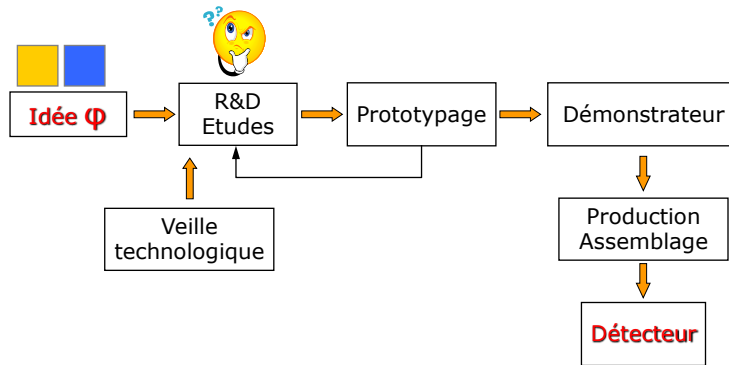 ???
Idée φ
R&D
Etudes
Prototypage
Démonstrateur
Veille
technologique
Production
Assemblage
Détecteur